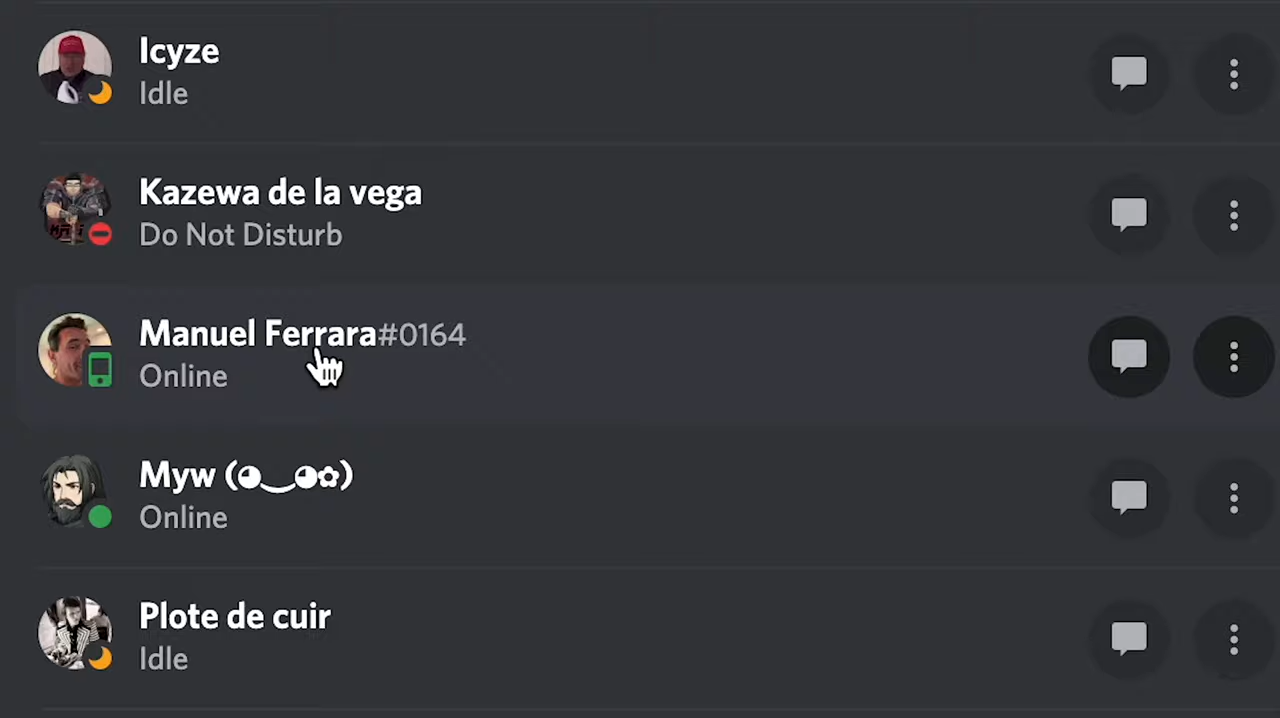 Icyze
Idle
Kazewa de la vega
Do Not Disturb
Manuel Ferrara#0164
Online
Myw (◕‿◕✿)
Online
Plote de cuir
Idle